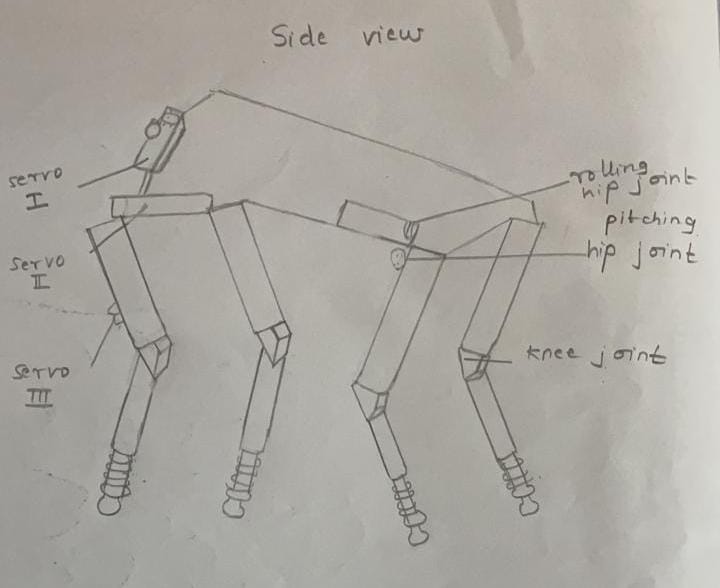 Side view
servo
I
servo
II
servo
III
rolling
hip joint
pitching
hip joint
knee joint